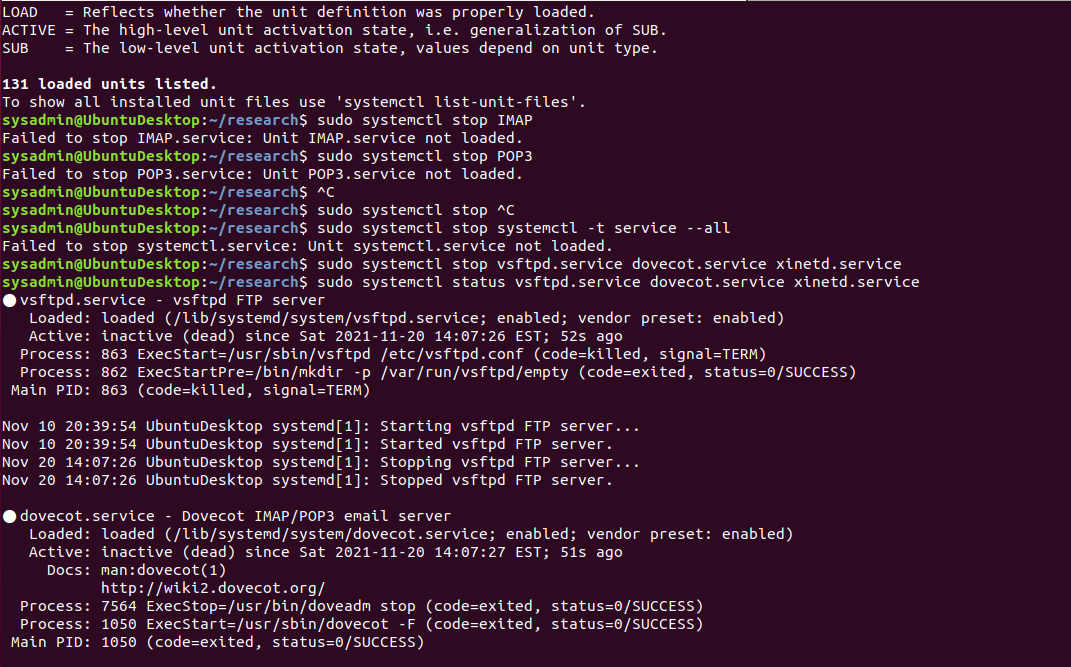 LOAD   = Reflects whether the unit definition was properly loaded.
ACTIVE = The high-level unit activation state, i.e. generalization of SUB.
SUB    = The low-level unit activation state, values depend on unit type.
131 loaded units listed.
To show all installed unit files use 'systemctl list-unit-files'.
sysadmin@UbuntuDesktop:~/research$ sudo systemctl stop IMAP
Failed to stop IMAP.service: Unit IMAP.service not loaded.
sysadmin@UbuntuDesktop:~/research$ sudo systemctl stop POP3
Failed to stop POP3.service: Unit POP3.service not loaded.
sysadmin@UbuntuDesktop:~/research$ ^C
sysadmin@UbuntuDesktop:~/research$ sudo systemctl stop ^C
sysadmin@UbuntuDesktop:~/research$ sudo systemctl stop systemctl -t service --all
Failed to stop systemctl.service: Unit systemctl.service not loaded.
sysadmin@UbuntuDesktop:~/research$ sudo systemctl stop vsftpd.service dovecot.service xinetd.service
sysadmin@UbuntuDesktop:~/research$ sudo systemctl status vsftpd.service dovecot.service xinetd.service
● vsftpd.service - vsftpd FTP server
   Loaded: loaded (/lib/systemd/system/vsftpd.service; enabled; vendor preset: enabled)
   Active: inactive (dead) since Sat 2021-11-20 14:07:26 EST; 52s ago
  Process: 863 ExecStart=/usr/sbin/vsftpd /etc/vsftpd.conf (code=killed, signal=TERM)
  Process: 862 ExecStartPre=/bin/mkdir -p /var/run/vsftpd/empty (code=exited, status=0/SUCCESS)
 Main PID: 863 (code=killed, signal=TERM)
Nov 10 20:39:54 UbuntuDesktop systemd[1]: Starting vsftpd FTP server...
Nov 10 20:39:54 UbuntuDesktop systemd[1]: Started vsftpd FTP server.
Nov 20 14:07:26 UbuntuDesktop systemd[1]: Stopping vsftpd FTP server...
Nov 20 14:07:26 UbuntuDesktop systemd[1]: Stopped vsftpd FTP server.
● dovecot.service - Dovecot IMAP/POP3 email server
   Loaded: loaded (/lib/systemd/system/dovecot.service; enabled; vendor preset: enabled)
   Active: inactive (dead) since Sat 2021-11-20 14:07:27 EST; 51s ago
     Docs: man:dovecot(1)
           http://wiki2.dovecot.org/
  Process: 7564 ExecStop=/usr/bin/doveadm stop (code=exited, status=0/SUCCESS)
  Process: 1050 ExecStart=/usr/sbin/dovecot -F (code=exited, status=0/SUCCESS)
 Main PID: 1050 (code=exited, status=0/SUCCESS)